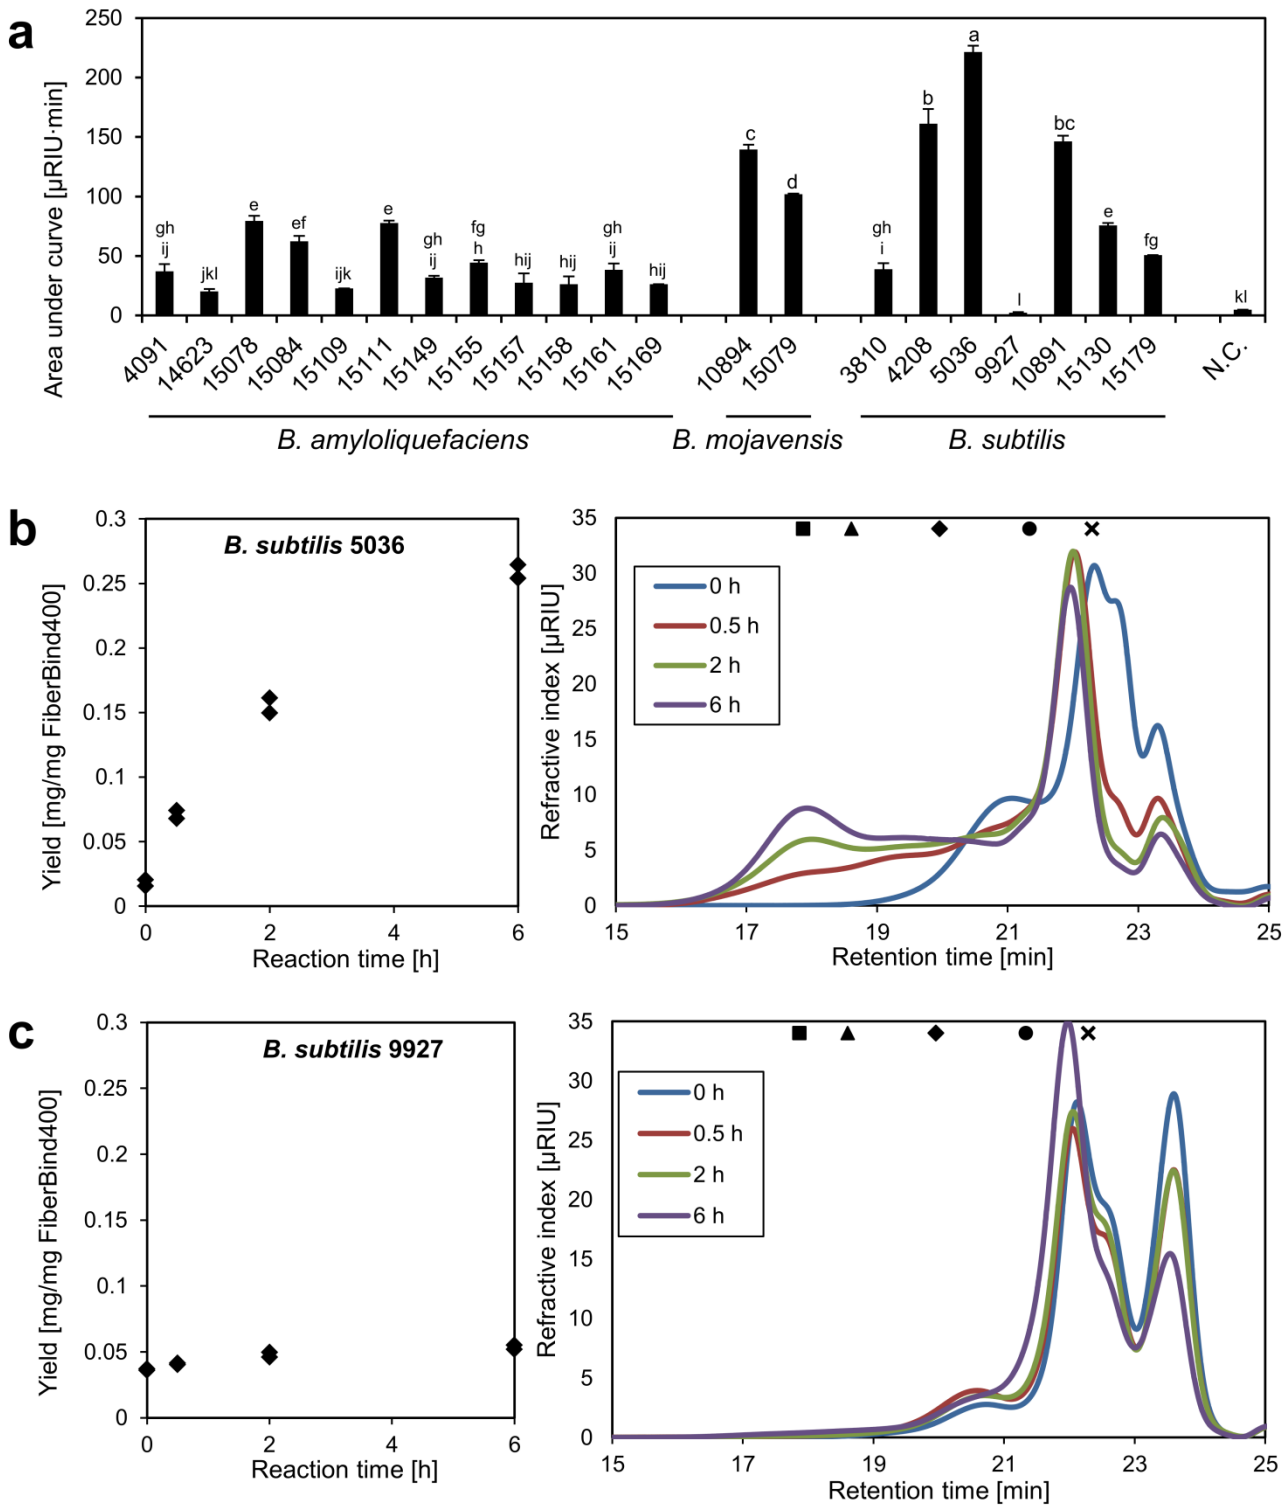 a
Area under curve [µRIU·min]
250
200
150
100
50
0
gh
ij
jkl
e
ef
ijk
e
gh
ij
fg
h
hij
hij
gh
ij
hij
c
d
gh
i
b
a
l
bc
e
fg
kl
4091
14623
15078
15084
15109
15111
15149
15155
15157
15158
15161
15169
10894
15079
3810
4208
5036
9927
10891
15130
15179
N.C.
B. amyloliquefaciens
B. mojavensis
B. subtilis
b
Yield [mg/mg FiberBind400]
0.3
0.25
0.2
0.15
0.1
0.05
0
B. subtilis 5036
0 2 4 6
Reaction time [h]
Refractive index [µRIU]
35
30
25
20
15
10
5
0
0 h
0.5 h
2 h
6 h
15 17 19 21 23 25
Retention time [min]
c
Yield [mg/mg FiberBind400]
0.3
0.25
0.2
0.15
0.1
0.05
0
B. subtilis 9927
0 2 4 6
Reaction time [h]
Refractive index [µRIU]
35
30
25
20
15
10
5
0
0 h
0.5 h
2 h
6 h
15 17 19 21 23 25
Retention time [min]